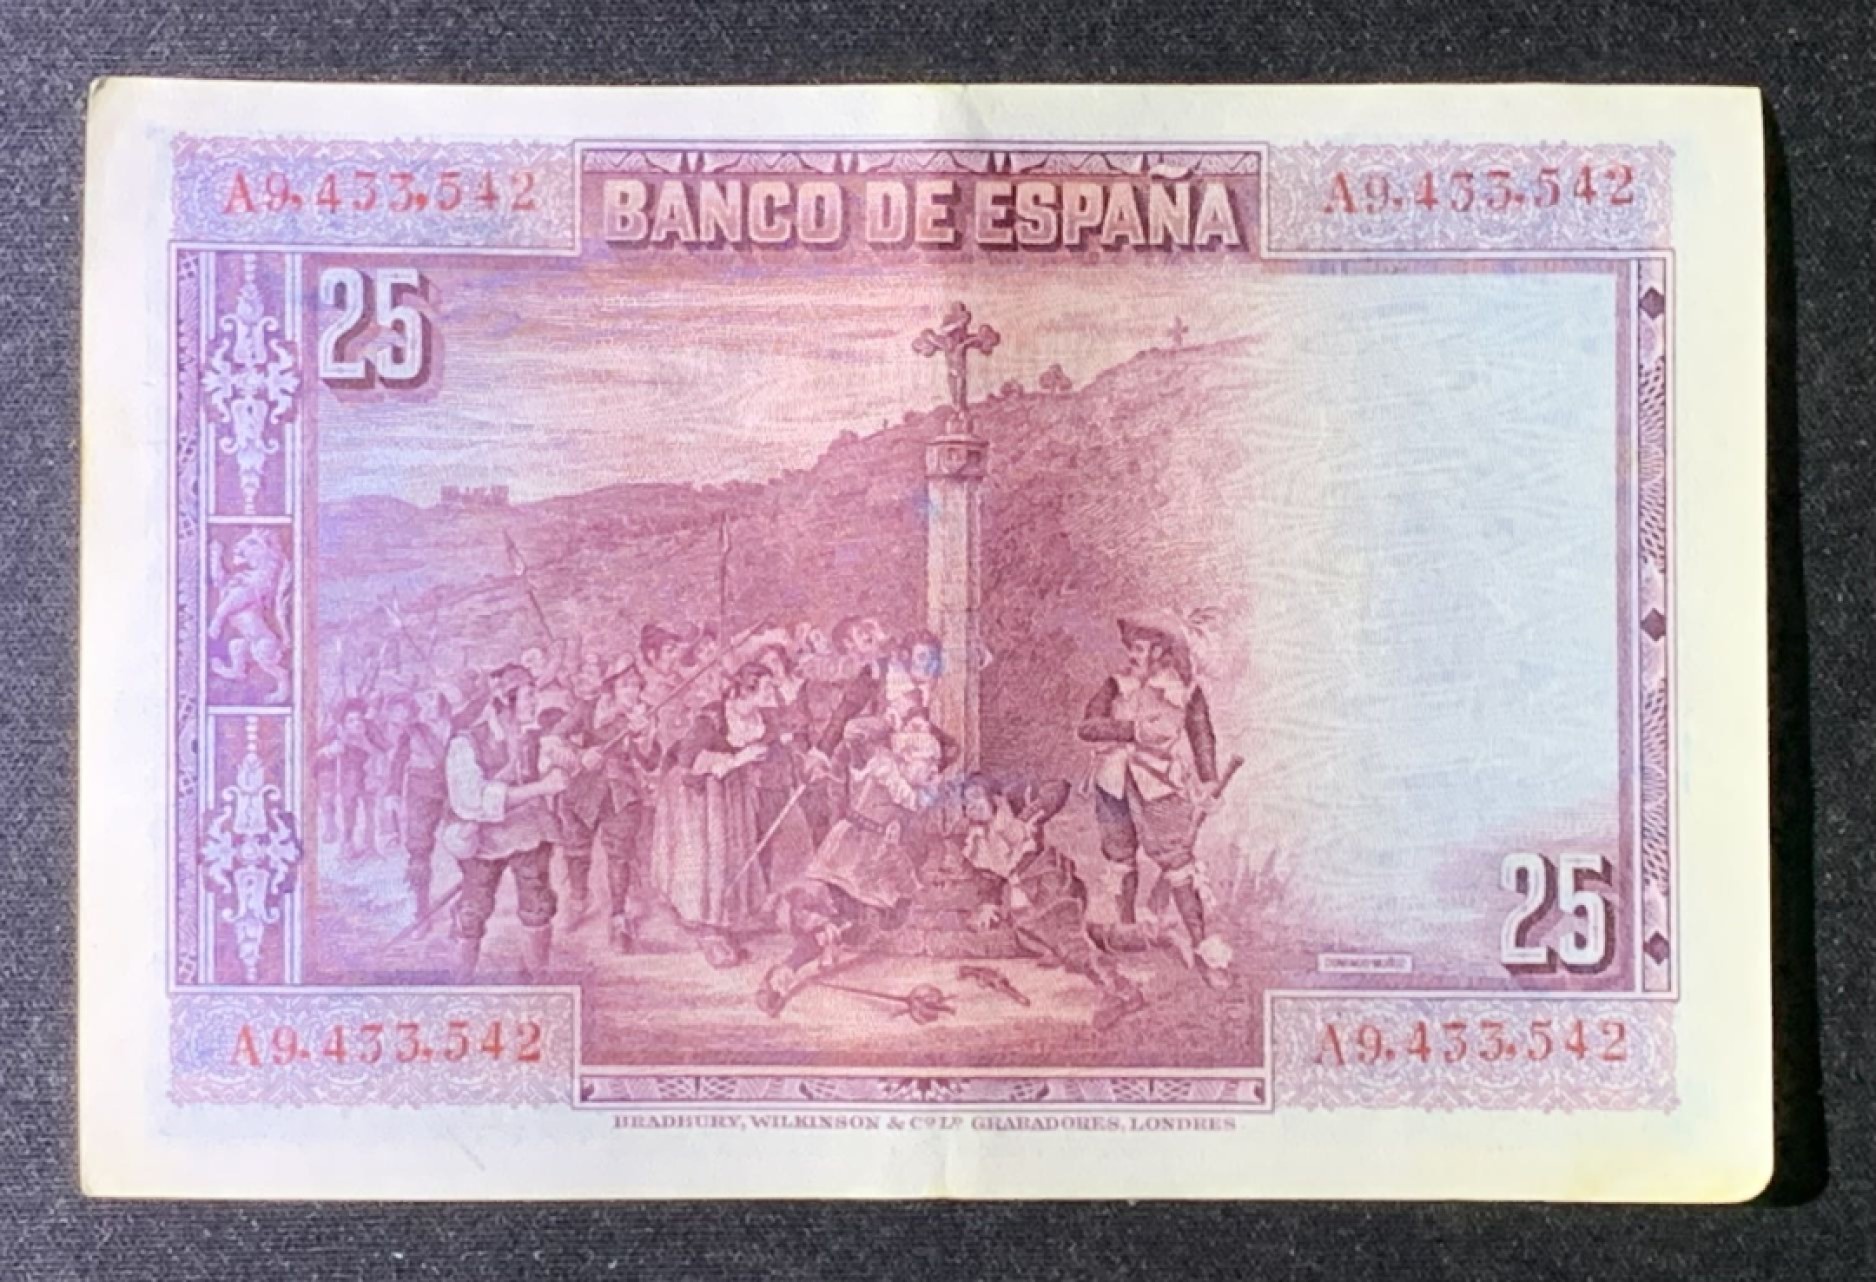 A9.433.542 BANCO DE ESPAÑA A9.433.542
25
25
A9.433.542 A9.433.542
BRADBURY, WILKINSON & Cº Lᴰ GRABADORES, LONDRES